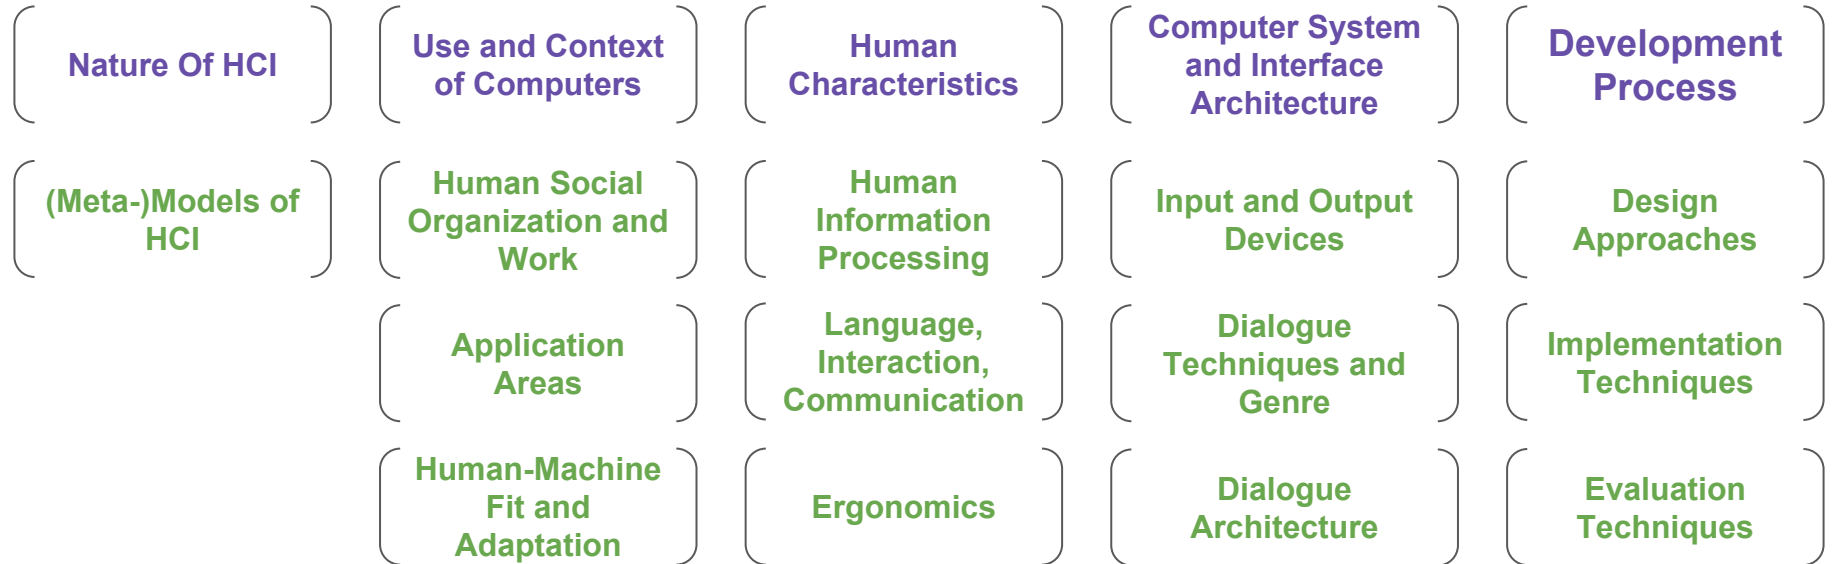 Nature Of HCI
Use and Context
of Computers
Human
Characteristics
Computer System
and Interface
Architecture
Development
Process
(Meta-)Models of
HCI
Human Social
Organization and
Work
Human
Information
Processing
Input and Output
Devices
Design
Approaches
Application
Areas
Language,
Interaction,
Communication
Dialogue
Techniques and
Genre
Implementation
Techniques
Human-Machine
Fit and
Adaptation
Ergonomics
Dialogue
Architecture
Evaluation
Techniques